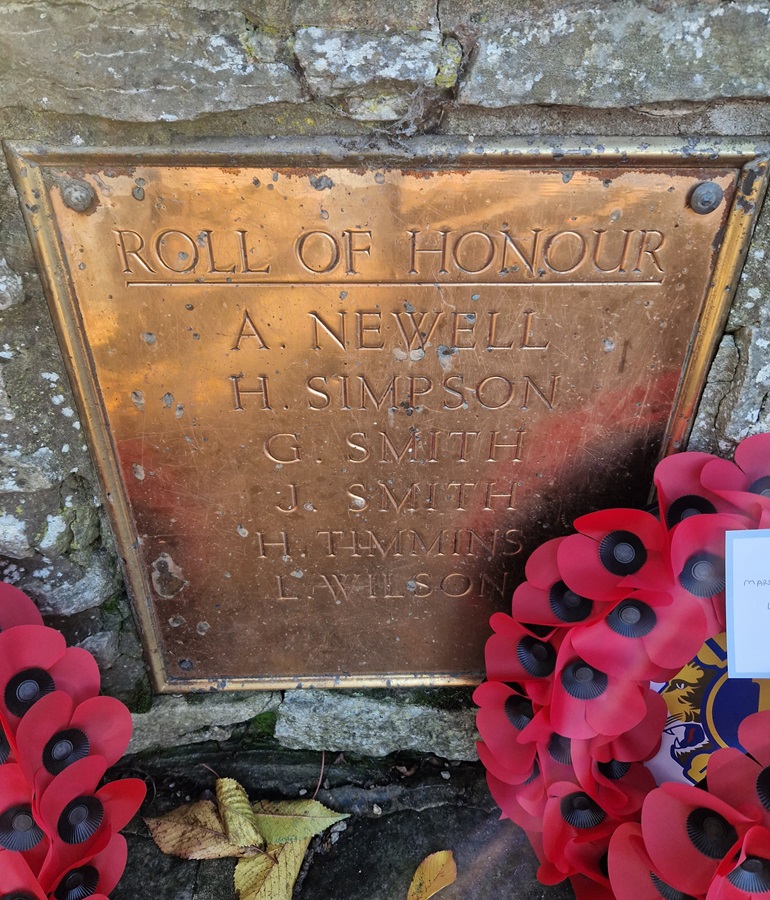 ROLL OF HONOUR
A. NEWELL
H. SIMPSON
G. SMITH
J. SMITH
H. TIMMINS
L. WILSON